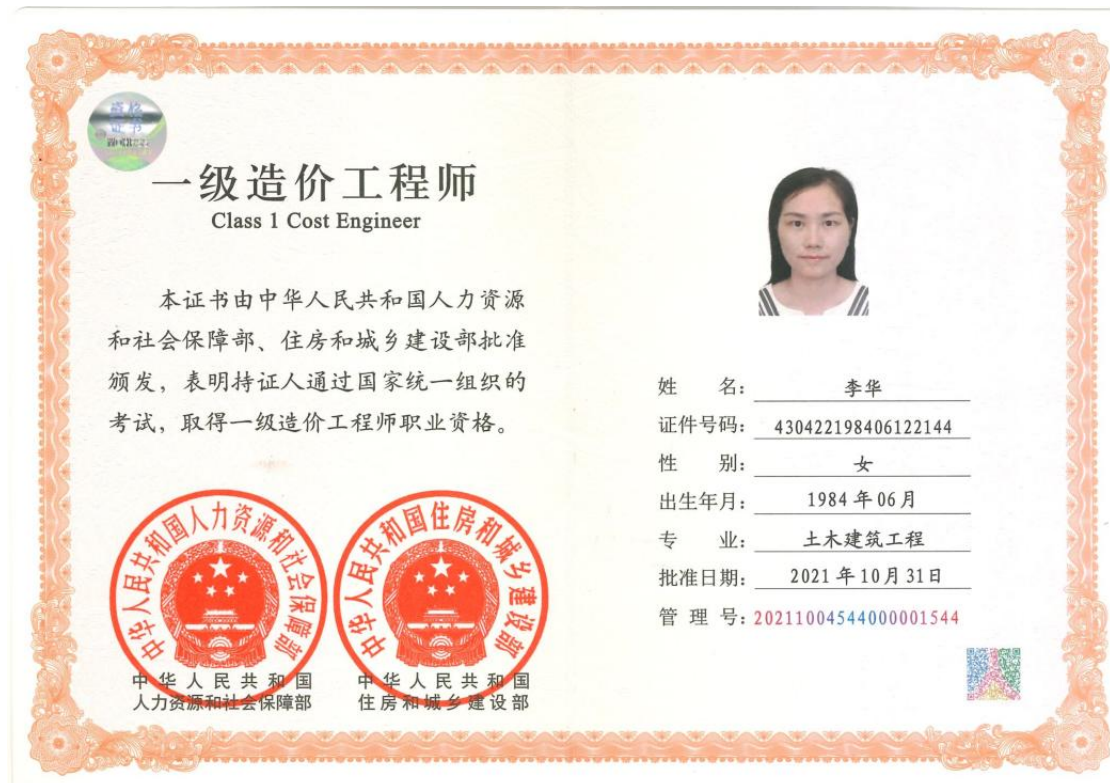 资格
证书
一级造价工程师
Class 1 Cost Engineer
本证书由中华人民共和国人力资源
和社会保障部、住房和城乡建设部批准
颁发，表明持证人通过国家统一组织的
考试，取得一级造价工程师职业资格。
中华人民共和国人力资源和社会保障部
中华人民共和国住房和城乡建设部
中华人民共和国
人力资源和社会保障部
中华人民共和国
住房和城乡建设部
姓名：李华
证件号码：430422198406122144
性别：女
出生年月：1984年06月
专业：土木建筑工程
批准日期：2021年10月31日
管理号：20211004544000001544